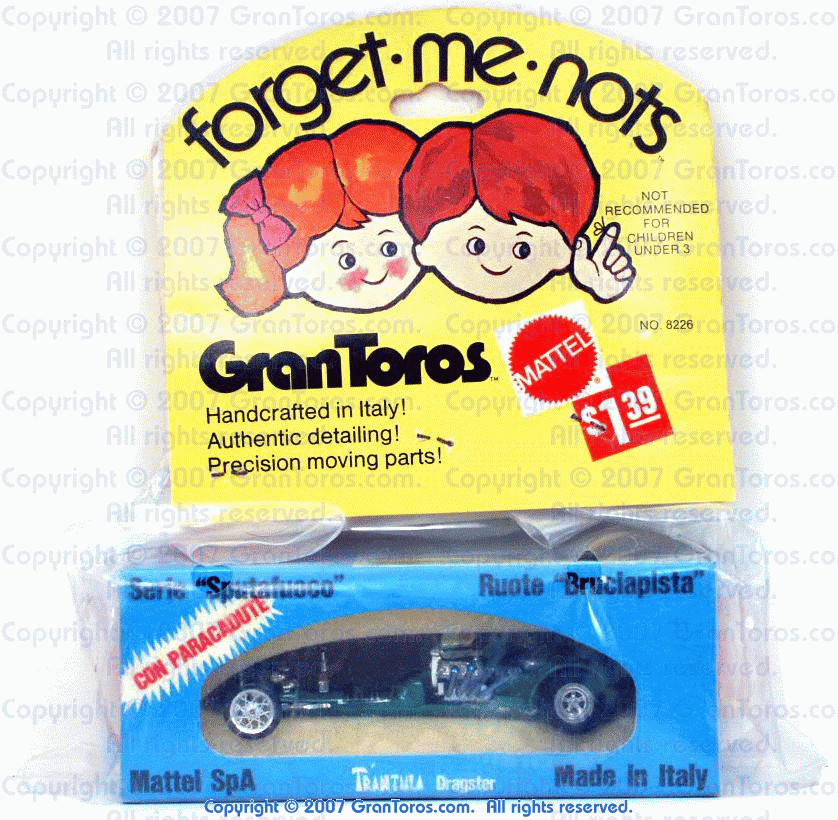 forget·me·nots
NOT
RECOMMENDED
FOR
CHILDREN
UNDER 3
NO. 8226
GranToros™
MATTEL®
$1.39
Handcrafted in Italy!
Authentic detailing!
Precision moving parts!
Serie "Sputafuoco"
Ruote "Bruciapista"
CON PARACADUTE
Mattel SpA
Dragster
Made in Italy
Copyright © 2007 GranToros.com. All rights reserved.